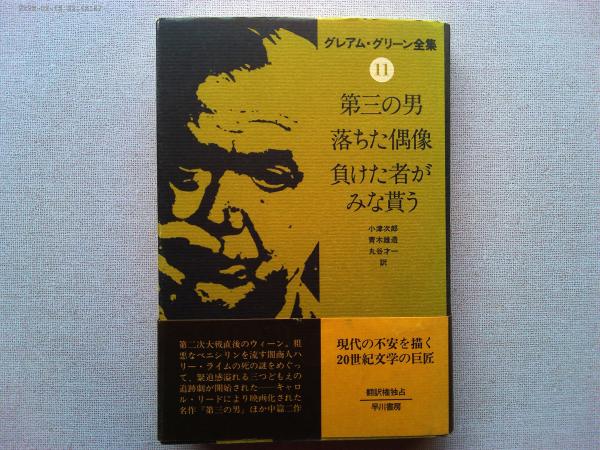 グレアム・グリーン全集
11
第三の男
落ちた偶像
負けた者が
みな貰う
小津次郎
青木雄造
丸谷才一
訳
第二次大戦直後のウィーン。粗
悪なペニシリンを流す闇商人ハ
リー・ライムの死の謎をめぐっ
て、緊迫感溢れる三つどもえの
追跡劇が開始された──キャロ
ル・リードにより映画化された
名作『第三の男』ほか中篇二作
現代の不安を描く
20世紀文学の巨匠
翻訳権独占
早川書房